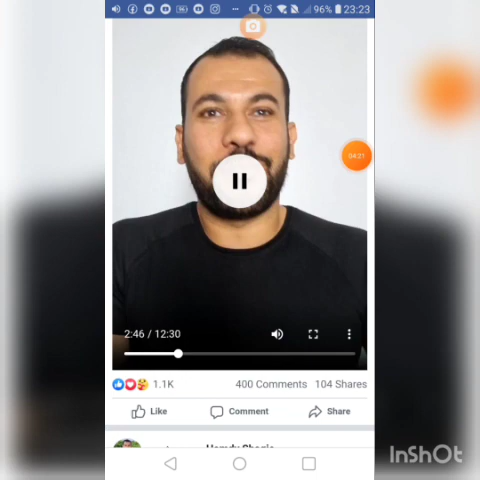 96% 23:23
04:21
2:46 / 12:30
1.1K 400 Comments 104 Shares
Like Comment Share
InShOt